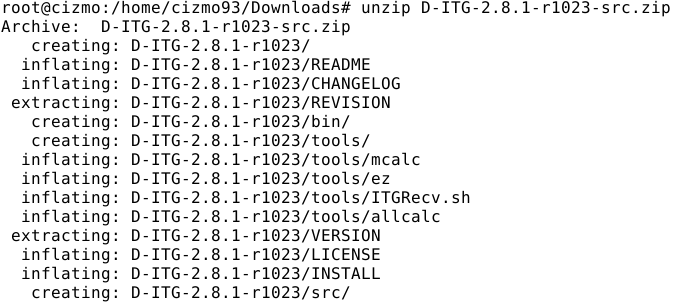 root@cizmo:/home/cizmo93/Downloads# unzip D-ITG-2.8.1-r1023-src.zip
Archive:  D-ITG-2.8.1-r1023-src.zip
   creating: D-ITG-2.8.1-r1023/
  inflating: D-ITG-2.8.1-r1023/README
  inflating: D-ITG-2.8.1-r1023/CHANGELOG
 extracting: D-ITG-2.8.1-r1023/REVISION
   creating: D-ITG-2.8.1-r1023/bin/
   creating: D-ITG-2.8.1-r1023/tools/
  inflating: D-ITG-2.8.1-r1023/tools/mcalc
  inflating: D-ITG-2.8.1-r1023/tools/ez
  inflating: D-ITG-2.8.1-r1023/tools/ITGRecv.sh
  inflating: D-ITG-2.8.1-r1023/tools/allcalc
 extracting: D-ITG-2.8.1-r1023/VERSION
  inflating: D-ITG-2.8.1-r1023/LICENSE
  inflating: D-ITG-2.8.1-r1023/INSTALL
   creating: D-ITG-2.8.1-r1023/src/